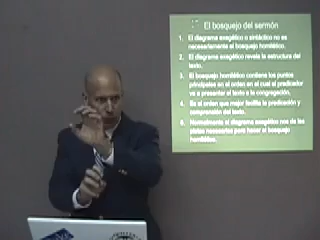 El bosquejo del sermón
1. El diagrama exegético o sintáctico no es
necesariamente el bosquejo homilético.
2. El diagrama exegético revela la estructura del
texto.
3. El bosquejo homilético contiene los puntos
principales en el orden en el cual el predicador
va a presentar el texto a la congregación.
4. Es el orden que mejor facilita la predicación y
comprensión del texto.
5. Normalmente el diagrama exegético nos da las
pistas necesarias para hacer el bosquejo
homilético.